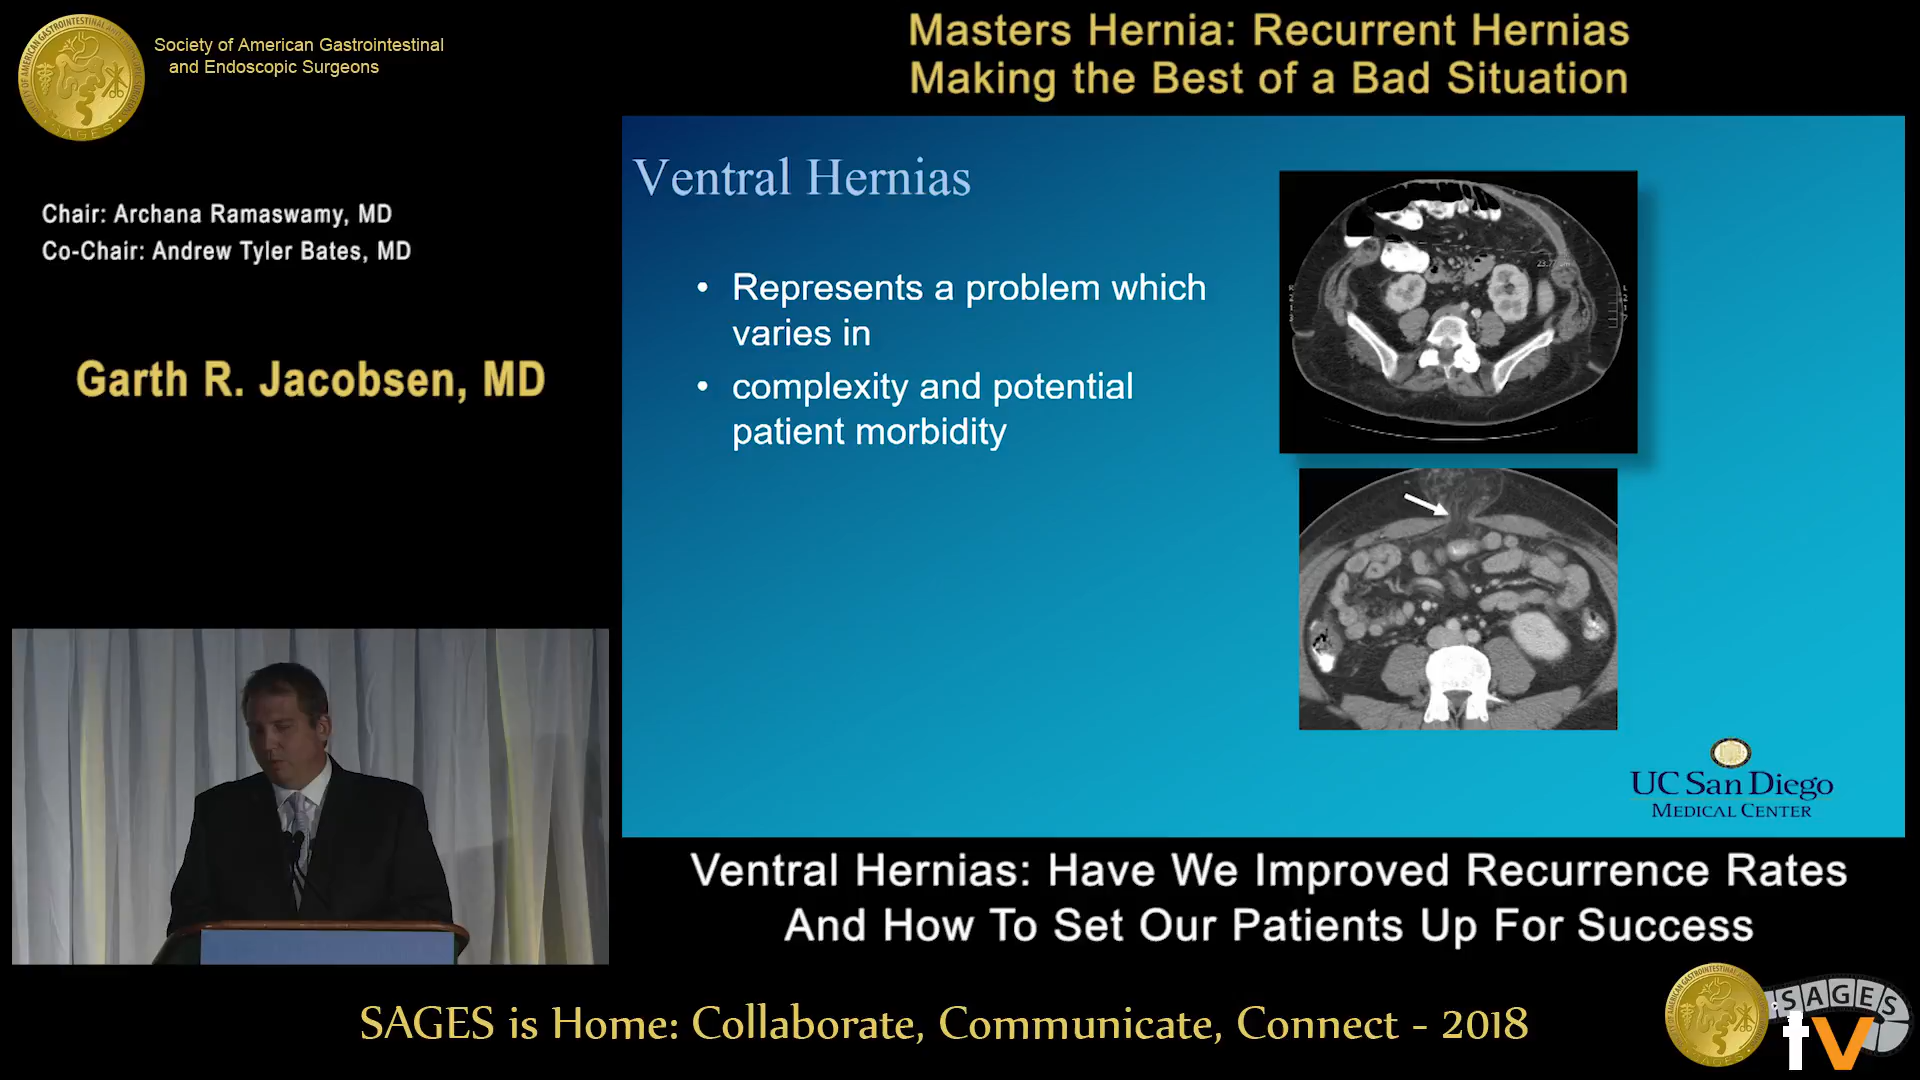 Society of American Gastrointestinal
and Endoscopic Surgeons
Masters Hernia: Recurrent Hernias
Making the Best of a Bad Situation
Chair: Archana Ramaswamy, MD
Co-Chair: Andrew Tyler Bates, MD
Garth R. Jacobsen, MD
Ventral Hernias
• Represents a problem which
varies in
• complexity and potential
patient morbidity
UC San Diego
Medical Center
Ventral Hernias: Have We Improved Recurrence Rates
And How To Set Our Patients Up For Success
SAGES is Home: Collaborate, Communicate, Connect - 2018
SAGES
tv